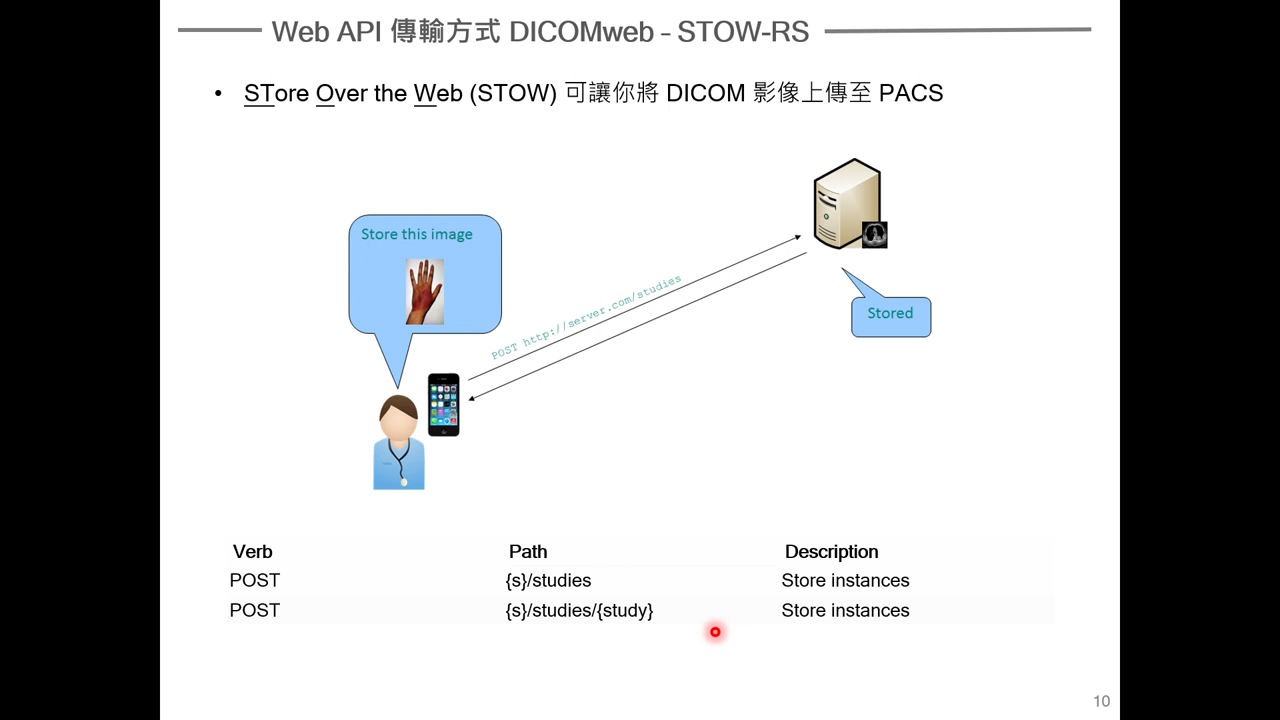 Web API 傳輸方式 DICOMweb - STOW-RS
• STore Over the Web (STOW) 可讓你將 DICOM 影像上傳至 PACS
Store this image
POST http://server.com/studies
Stored
Verb Path Description
POST {s}/studies Store instances
POST {s}/studies/{study} Store instances
10